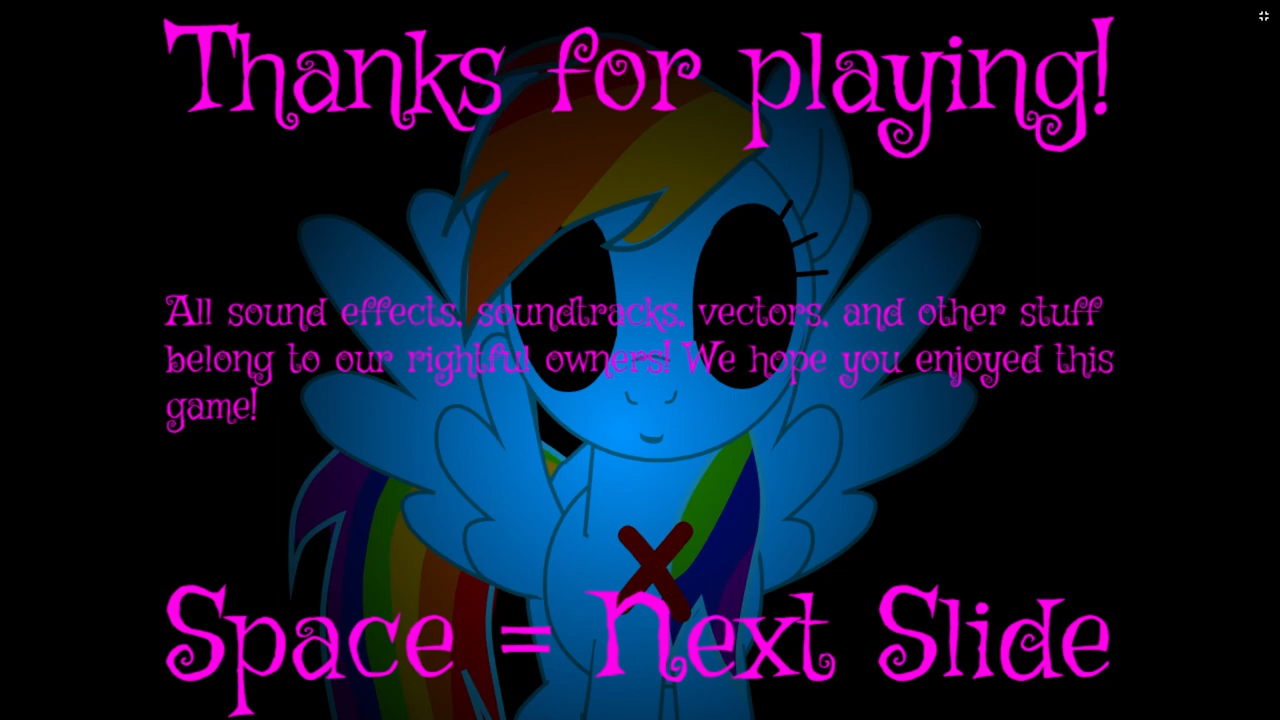 Thanks for playing!
All sound effects, soundtracks, vectors, and other stuff
belong to our rightful owners! We hope you enjoyed this
game!
Space = Next Slide